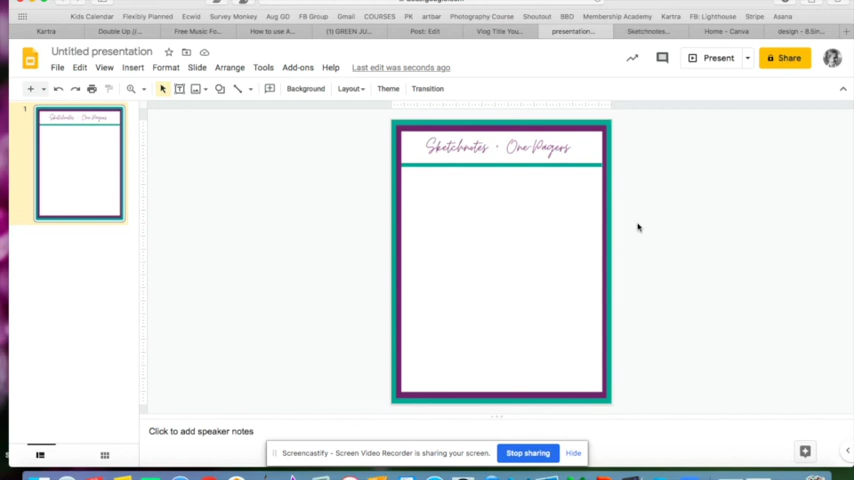 Kids Calendar Flexibly Planned Ecwid Survey Monkey Aug GD FB Group Gmail COURSES PK artbar Photography Course Shoutout BBO Membership Academy Kartra FB: Lighthouse Stripe Asana
Kartra Double Up // ... Free Music Fo... How to use A... (1) GREEN JU... Post: Edit Vlog Title You... presentation... Sketchnotes... Home - Canva design - B.Sin...
Untitled presentation
File Edit View Insert Format Slide Arrange Tools Add-ons Help Last edit was seconds ago
Present Share
Background Layout Theme Transition
1
Sketchnotes · One-Pagers
Sketchnotes · One-Pagers
Click to add speaker notes
Screencastify - Screen Video Recorder is sharing your screen. Stop sharing Hide